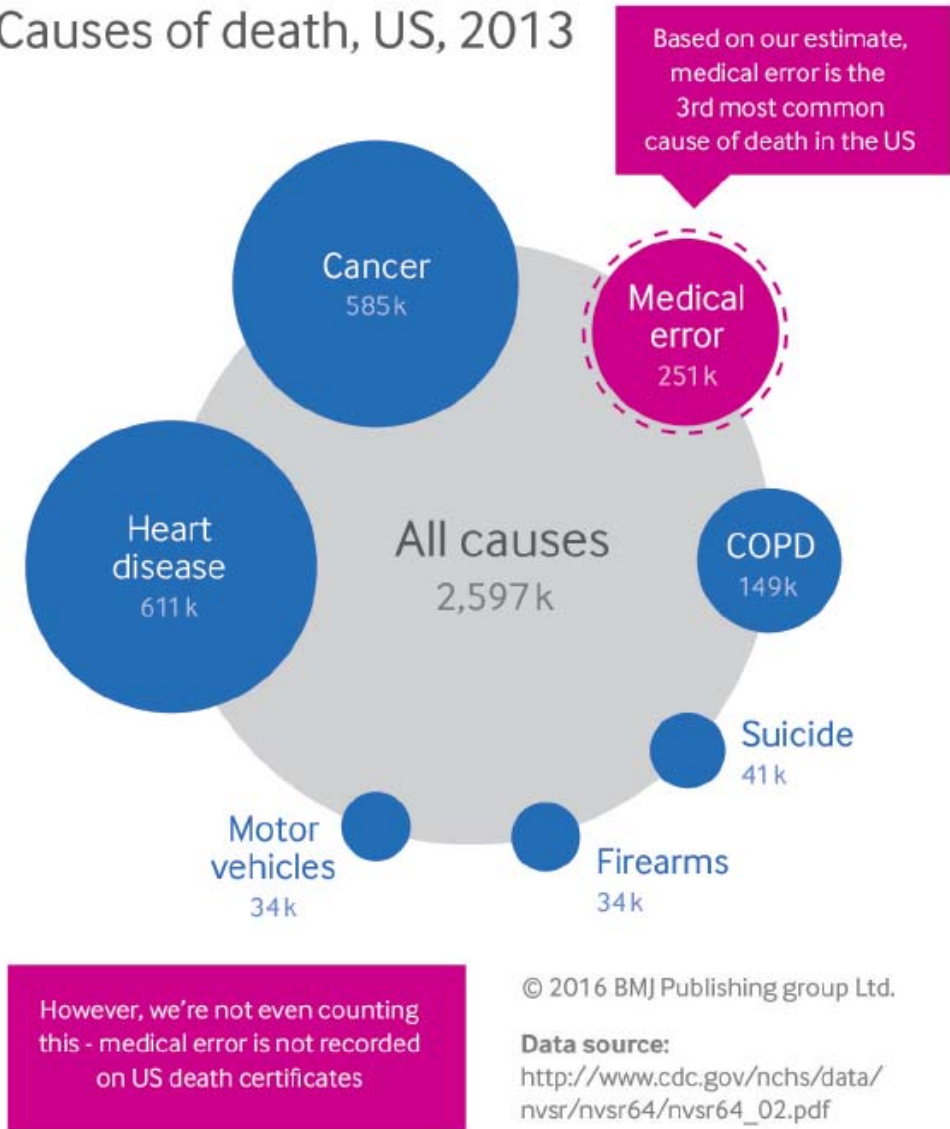 Causes of death, US, 2013
Based on our estimate,
medical error is the
3rd most common
cause of death in the US
Cancer
585k
Medical
error
251k
Heart
disease
611k
All causes
2,597k
COPD
149k
Suicide
41k
Motor
vehicles
34k
Firearms
34k
However, we're not even counting
this - medical error is not recorded
on US death certificates
© 2016 BMJ Publishing group Ltd.
Data source:
http://www.cdc.gov/nchs/data/
nvsr/nvsr64/nvsr64_02.pdf